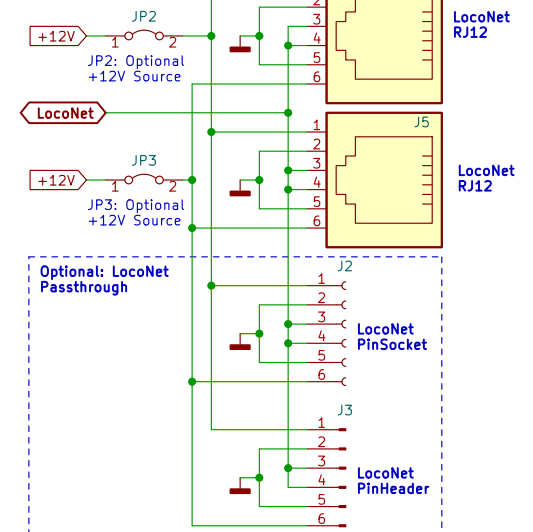 JP2
+12V
1 2
JP2: Optional
+12V Source
2
3
4
5
6
LocoNet
RJ12
LocoNet
J5
1
2
3
4
5
6
LocoNet
RJ12
JP3
+12V
1 2
JP3: Optional
+12V Source
Optional: LocoNet
Passthrough
J2
1
2
3
4
5
6
LocoNet
PinSocket
J3
1
2
3
4
5
6
LocoNet
PinHeader